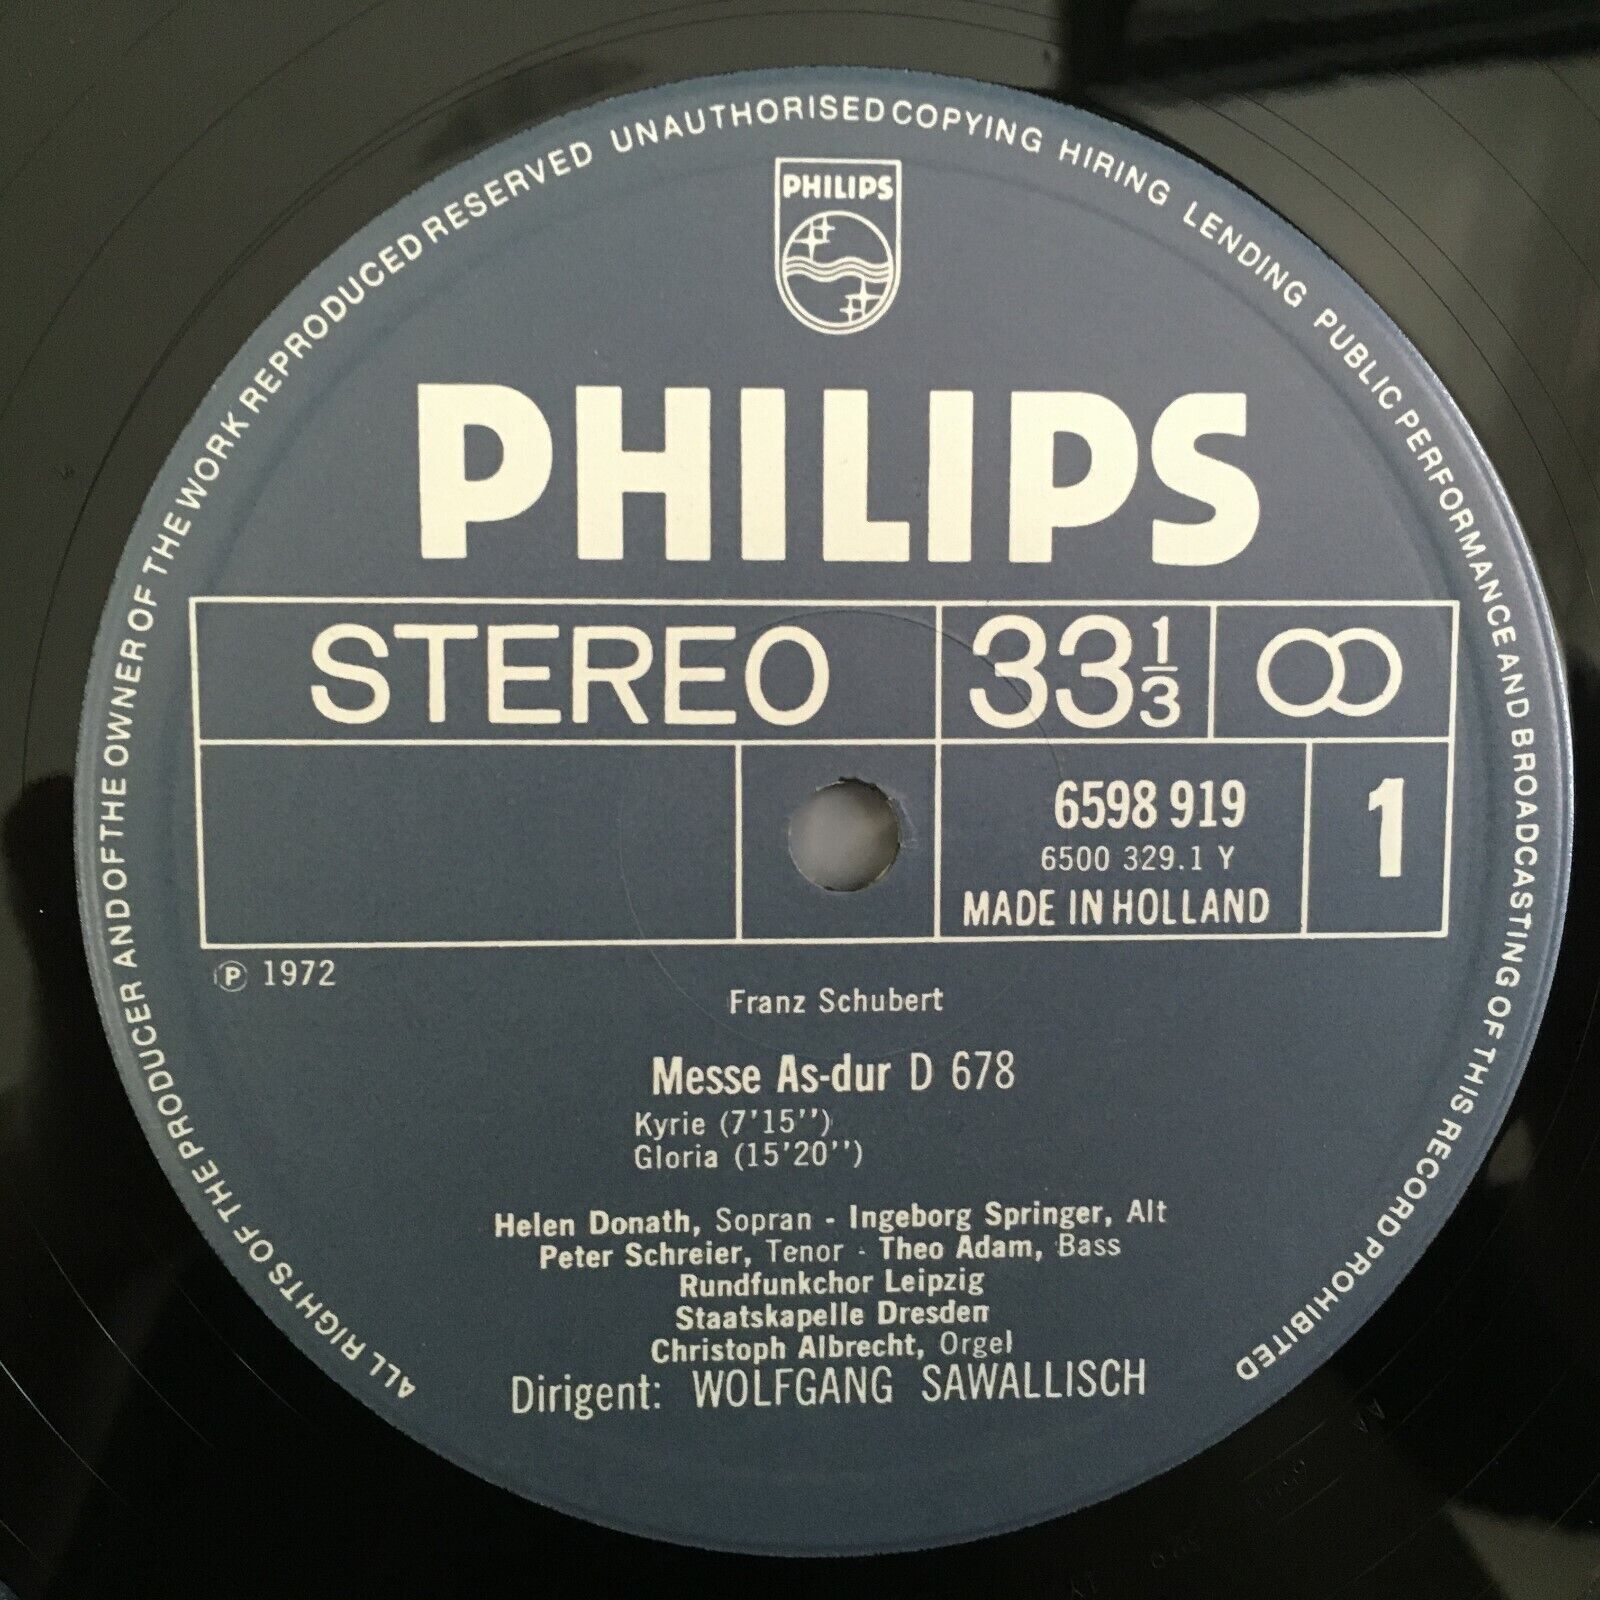 ALL RIGHTS OF THE PRODUCER AND OF THE OWNER OF THE WORK REPRODUCED RESERVED UNAUTHORISED COPYING HIRING LENDING PUBLIC PERFORMANCE AND BROADCASTING OF THIS RECORD PROHIBITED
PHILIPS
PHILIPS
STEREO 33 1/3
6598 919 1
6500 329.1 Y
MADE IN HOLLAND
℗ 1972
Franz Schubert
Messe As-dur D 678
Kyrie (7'15'')
Gloria (15'20'')
Helen Donath, Sopran - Ingeborg Springer, Alt
Peter Schreier, Tenor - Theo Adam, Bass
Rundfunkchor Leipzig
Staatskapelle Dresden
Christoph Albrecht, Orgel
Dirigent: WOLFGANG SAWALLISCH